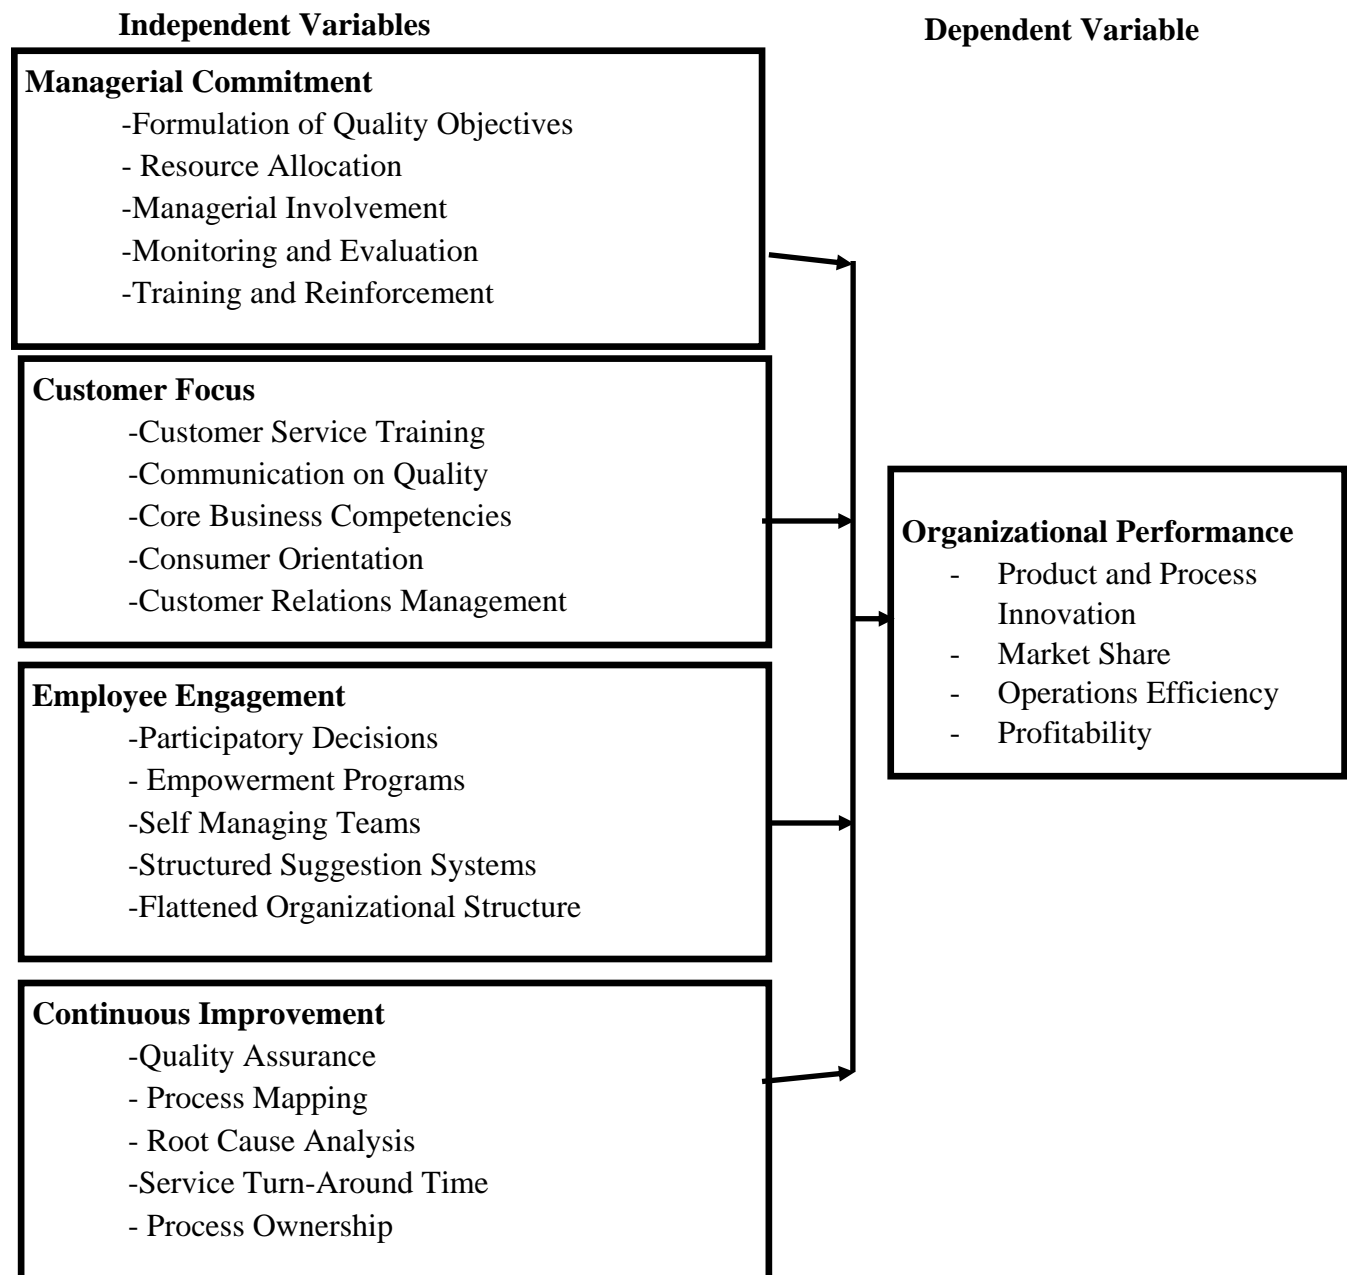 Independent Variables
Dependent Variable
Managerial Commitment
-Formulation of Quality Objectives
- Resource Allocation
-Managerial Involvement
-Monitoring and Evaluation
-Training and Reinforcement
Customer Focus
-Customer Service Training
-Communication on Quality
-Core Business Competencies
-Consumer Orientation
-Customer Relations Management
Employee Engagement
-Participatory Decisions
- Empowerment Programs
-Self Managing Teams
-Structured Suggestion Systems
-Flattened Organizational Structure
Continuous Improvement
-Quality Assurance
- Process Mapping
- Root Cause Analysis
-Service Turn-Around Time
- Process Ownership
Organizational Performance
- Product and Process
Innovation
- Market Share
- Operations Efficiency
- Profitability